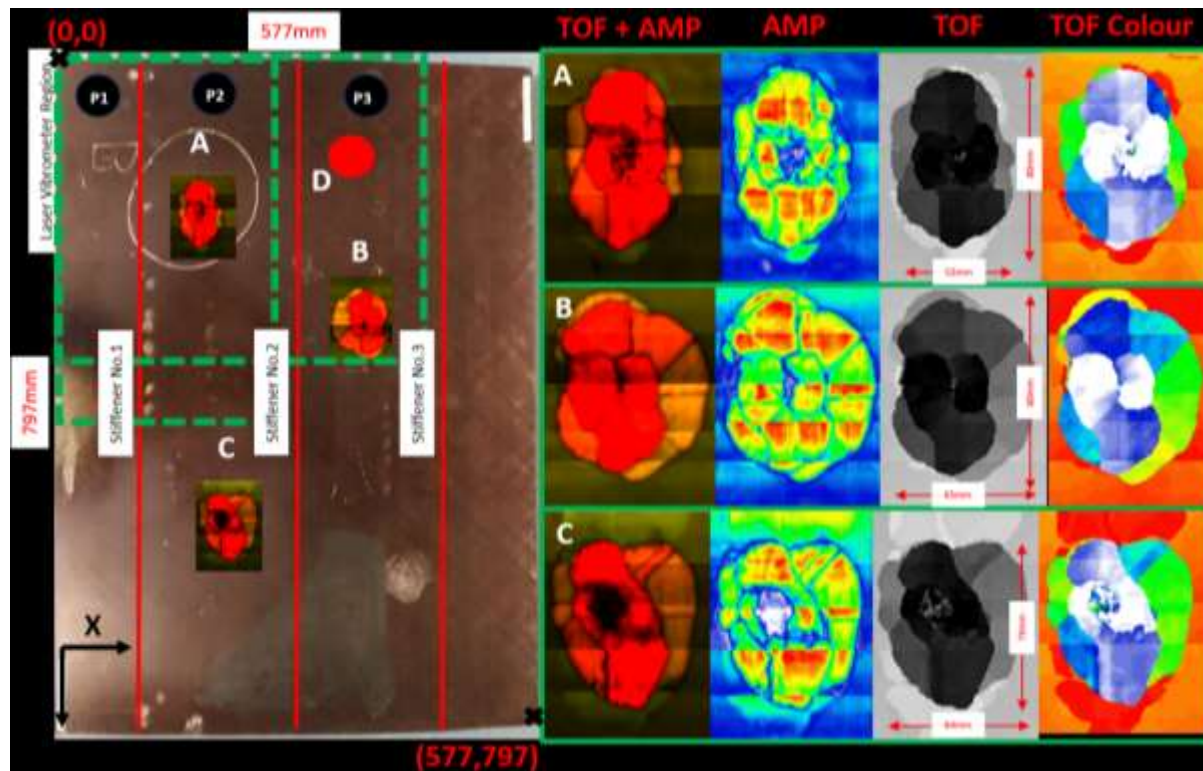 (0,0)
577mm
TOF + AMP
AMP
TOF
TOF Colour
Laser Vibrometer Region
P1
P2
P3
A
D
B
Stiffener No.1
Stiffener No.2
Stiffener No.3
797mm
C
X
(577,797)
A
B
C